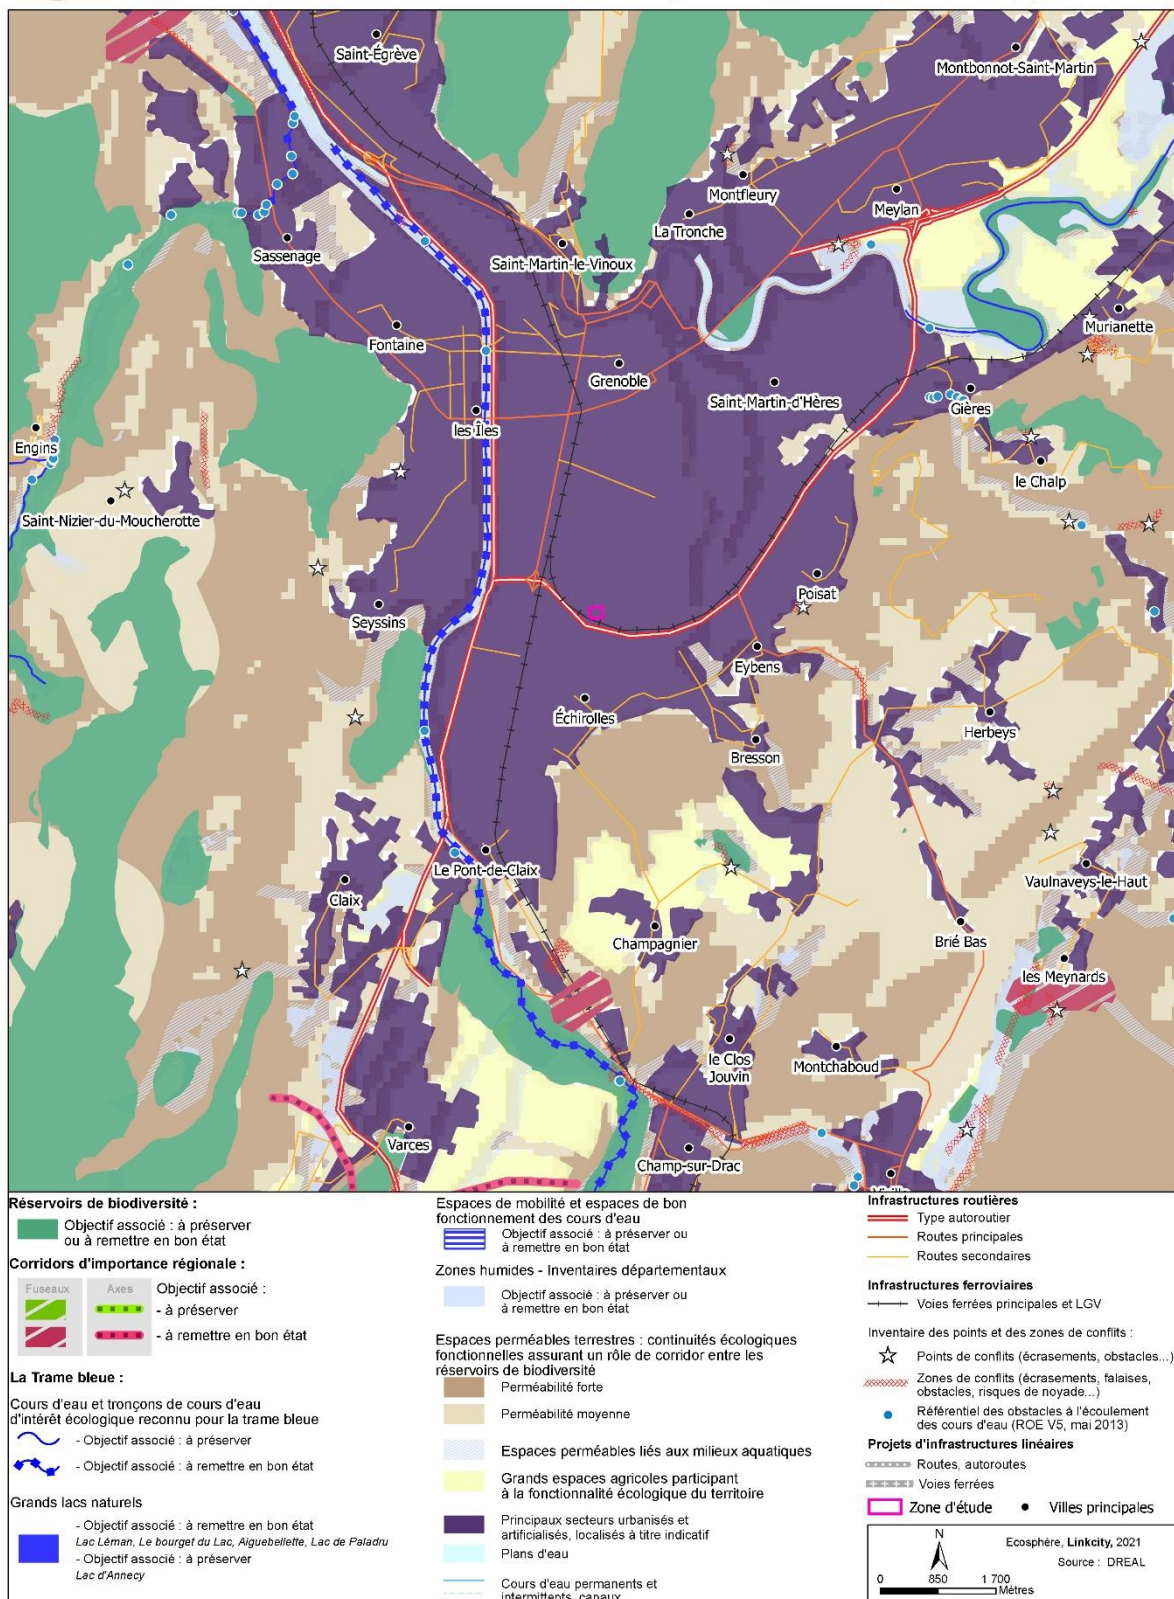 Saint-Égrève
Montbonnot-Saint-Martin
Montfleury
Meylan
La Tronche
Sassenage
Saint-Martin-le-Vinoux
Murianette
Fontaine
Grenoble
Saint-Martin-d'Hères
Gières
les Îles
Engins
le Chalp
Saint-Nizier-du-Moucherotte
Poisat
Seyssins
Eybens
Échirolles
Herbeys
Bresson
Le Pont-de-Claix
Vaulnaveys-le-Haut
Claix
Champagnier
Brié Bas
les Meynards
le Clos
Jouvin
Montchaboud
Varces
Champ-sur-Drac
Réservoirs de biodiversité :
Objectif associé : à préserver
ou à remettre en bon état
Corridors d'importance régionale :
Fuseaux
Axes
Objectif associé :
- à préserver
- à remettre en bon état
La Trame bleue :
Cours d'eau et tronçons de cours d'eau
d'intérêt écologique reconnu pour la trame bleue
- Objectif associé : à préserver
- Objectif associé : à remettre en bon état
Grands lacs naturels
- Objectif associé : à remettre en bon état
Lac Léman, Le bourget du Lac, Aiguebellette, Lac de Paladru
- Objectif associé : à préserver
Lac d'Annecy
Espaces de mobilité et espaces de bon
fonctionnement des cours d'eau
Objectif associé : à préserver ou
à remettre en bon état
Zones humides - Inventaires départementaux
Objectif associé : à préserver ou
à remettre en bon état
Espaces perméables terrestres : continuités écologiques
fonctionnelles assurant un rôle de corridor entre les
réservoirs de biodiversité
Perméabilité forte
Perméabilité moyenne
Espaces perméables liés aux milieux aquatiques
Grands espaces agricoles participant
à la fonctionnalité écologique du territoire
Principaux secteurs urbanisés et
artificialisés, localisés à titre indicatif
Plans d'eau
Cours d'eau permanents et
intermittents, canaux
Infrastructures routières
Type autoroutier
Routes principales
Routes secondaires
Infrastructures ferroviaires
Voies ferrées principales et LGV
Inventaire des points et des zones de conflits :
Points de conflits (écrasements, obstacles...)
Zones de conflits (écrasements, falaises,
obstacles, risques de noyade...)
Référentiel des obstacles à l'écoulement
des cours d'eau (ROE V5, mai 2013)
Projets d'infrastructures linéaires
Routes, autoroutes
Voies ferrées
Zone d'étude
Villes principales
N
Ecosphère, Linkcity, 2021
Source : DREAL
0 850 1 700
Mètres